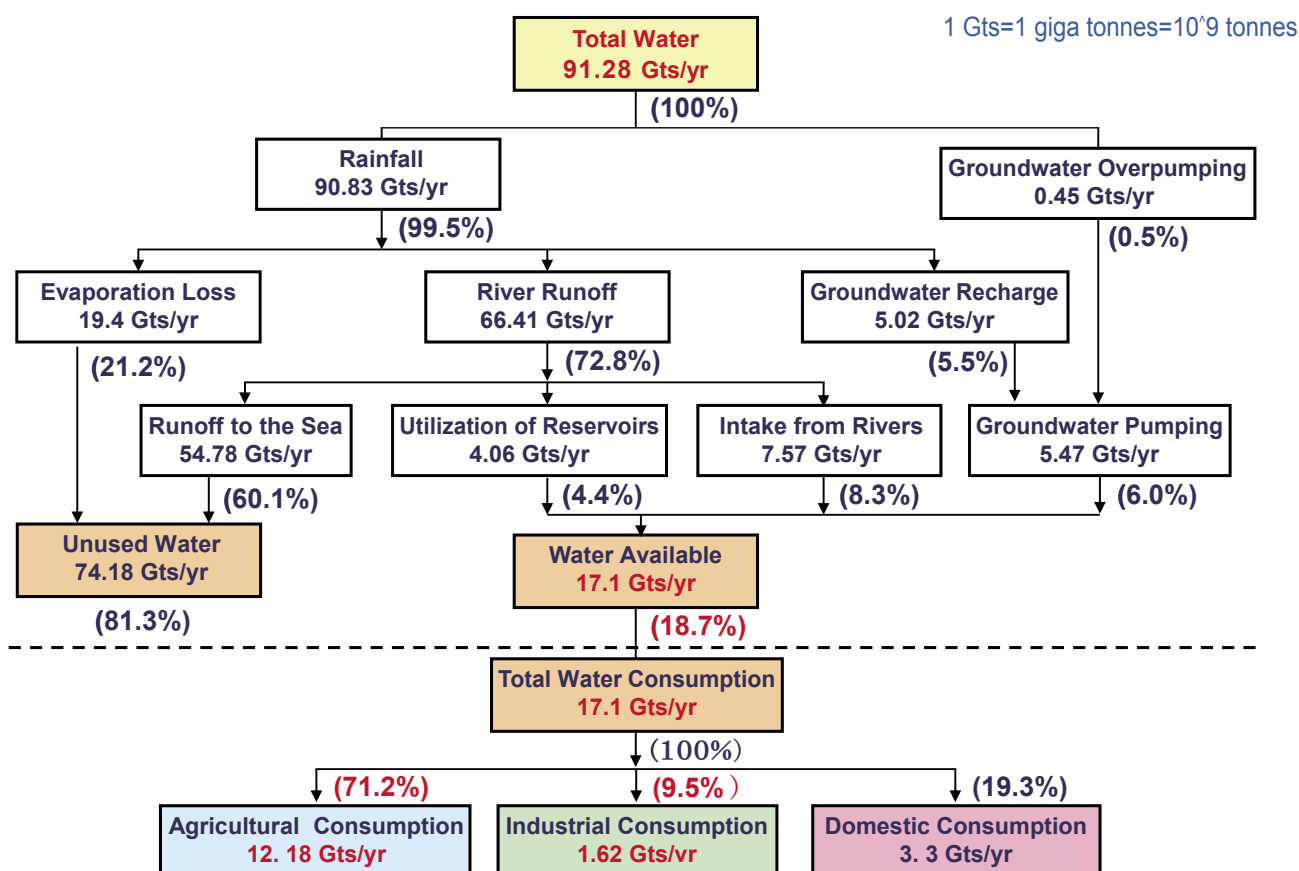 1 Gts=1 giga tonnes=10^9 tonnes
Total Water
91.28 Gts/yr
(100%)
Rainfall
90.83 Gts/yr
Groundwater Overpumping
0.45 Gts/yr
(99.5%)
(0.5%)
Evaporation Loss
19.4 Gts/yr
River Runoff
66.41 Gts/yr
Groundwater Recharge
5.02 Gts/yr
(21.2%)
(72.8%)
(5.5%)
Runoff to the Sea
54.78 Gts/yr
Utilization of Reservoirs
4.06 Gts/yr
Intake from Rivers
7.57 Gts/yr
Groundwater Pumping
5.47 Gts/yr
(60.1%)
(4.4%)
(8.3%)
(6.0%)
Unused Water
74.18 Gts/yr
Water Available
17.1 Gts/yr
(81.3%)
(18.7%)
Total Water Consumption
17.1 Gts/yr
(100%)
(71.2%)
(9.5%）
(19.3%)
Agricultural Consumption
12. 18 Gts/yr
Industrial Consumption
1.62 Gts/vr
Domestic Consumption
3. 3 Gts/yr